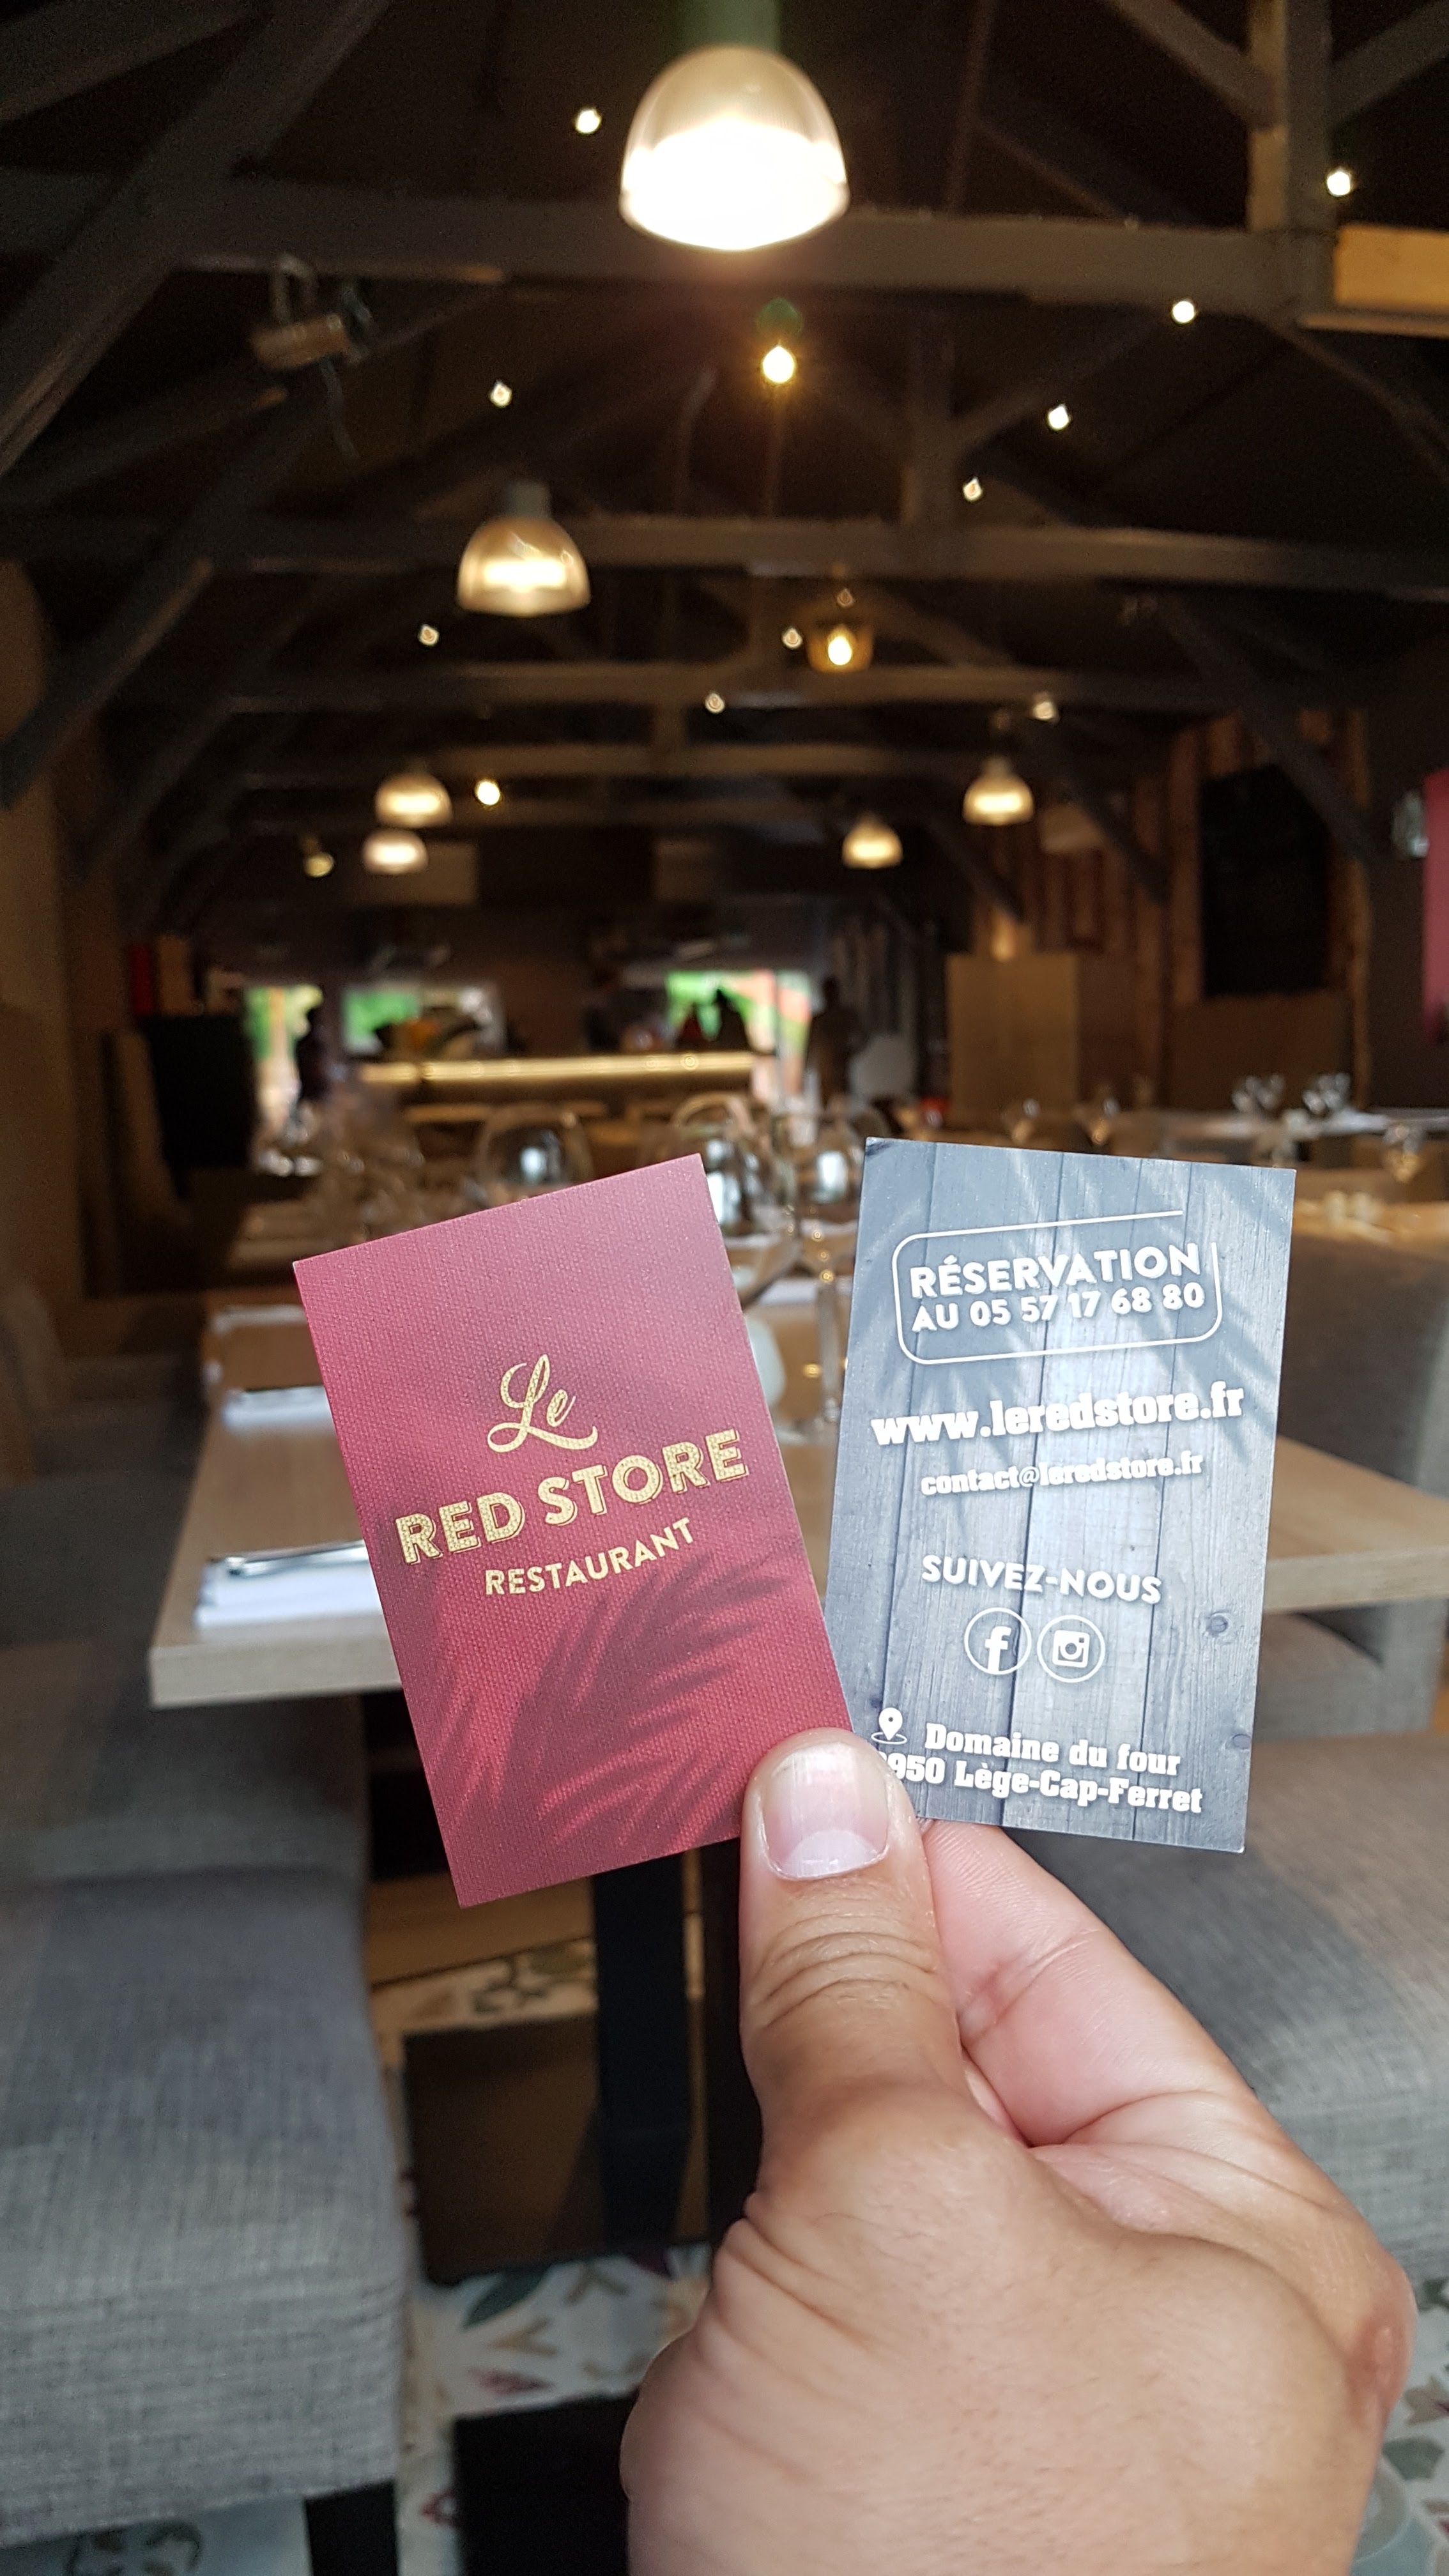 Le
RED STORE
RESTAURANT
RÉSERVATION
AU 05 57 17 68 80
www.leredstore.fr
contact@leredstore.fr
SUIVEZ-NOUS
Domaine du four
Lège-Cap-Ferret